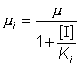 μᵢ = μ / (1 + [I] / Kᵢ)